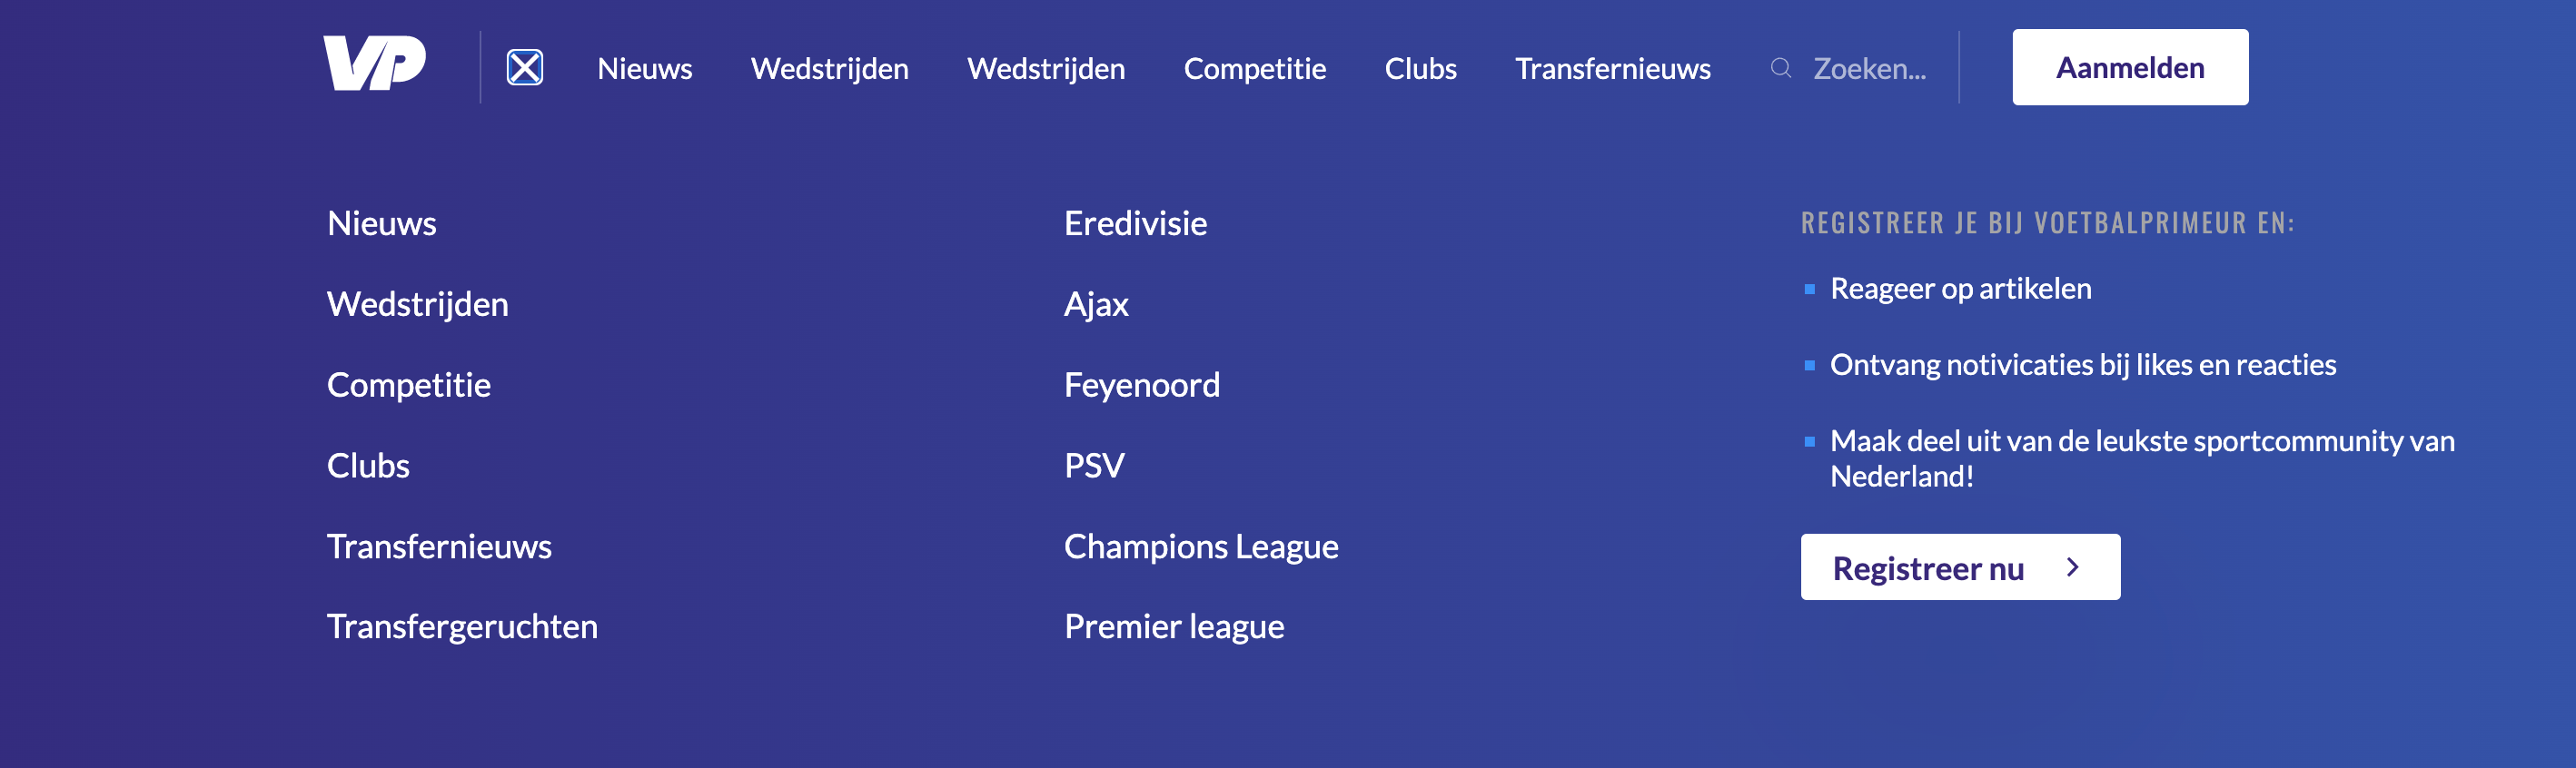 VP
Nieuws Wedstrijden Wedstrijden Competitie Clubs Transfernieuws Zoeken... Aanmelden
Nieuws
Wedstrijden
Competitie
Clubs
Transfernieuws
Transfergeruchten
Eredivisie
Ajax
Feyenoord
PSV
Champions League
Premier league
REGISTREER JE BIJ VOETBALPRIMEUR EN:
Reageer op artikelen
Ontvang notivicaties bij likes en reacties
Maak deel uit van de leukste sportcommunity van
Nederland!
Registreer nu